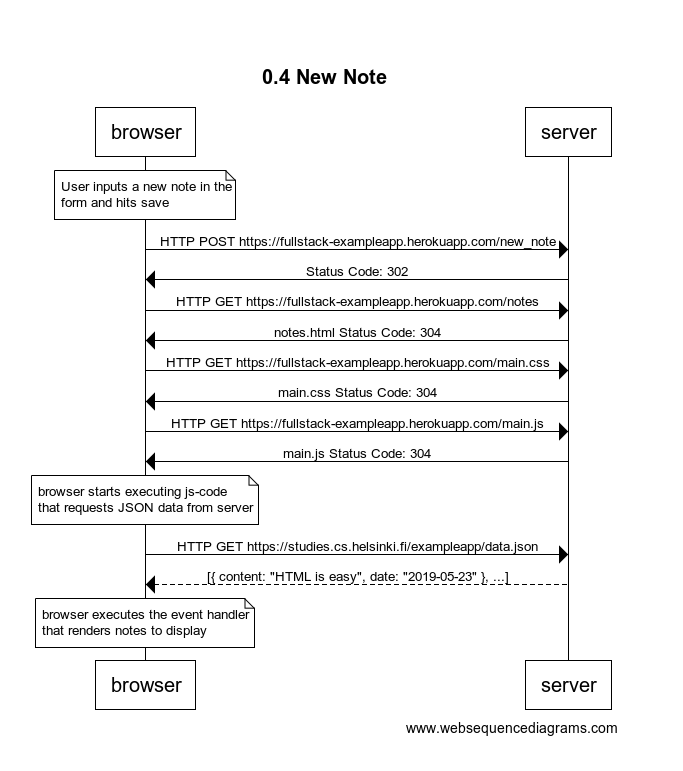 0.4 New Note
browser
server
User inputs a new note in the
form and hits save
HTTP POST https://fullstack-exampleapp.herokuapp.com/new_note
Status Code: 302
HTTP GET https://fullstack-exampleapp.herokuapp.com/notes
notes.html Status Code: 304
HTTP GET https://fullstack-exampleapp.herokuapp.com/main.css
main.css Status Code: 304
HTTP GET https://fullstack-exampleapp.herokuapp.com/main.js
main.js Status Code: 304
browser starts executing js-code
that requests JSON data from server
HTTP GET https://studies.cs.helsinki.fi/exampleapp/data.json
[{ content: "HTML is easy", date: "2019-05-23" }, ...]
browser executes the event handler
that renders notes to display
browser
server
www.websequencediagrams.com